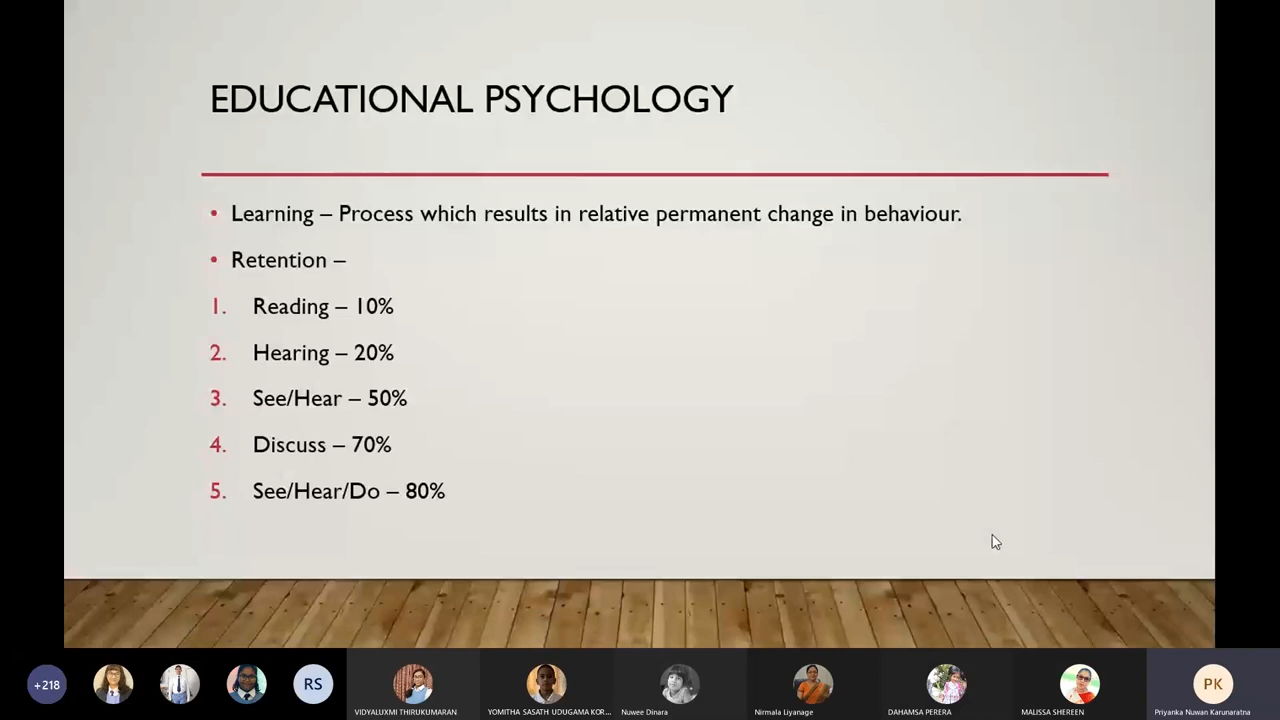 EDUCATIONAL PSYCHOLOGY
• Learning – Process which results in relative permanent change in behaviour.
• Retention –
1. Reading – 10%
2. Hearing – 20%
3. See/Hear – 50%
4. Discuss – 70%
5. See/Hear/Do – 80%
+218
RS
PK
VIDYALUXMI THIRUKUMARAN
YOMITHA SASATH UDUGAMA KOR...
Nuwee Dinara
Nirmala Liyanage
DAHAMSA PERERA
MALISSA SHEREEN
Priyanka Nuwan Karunaratna